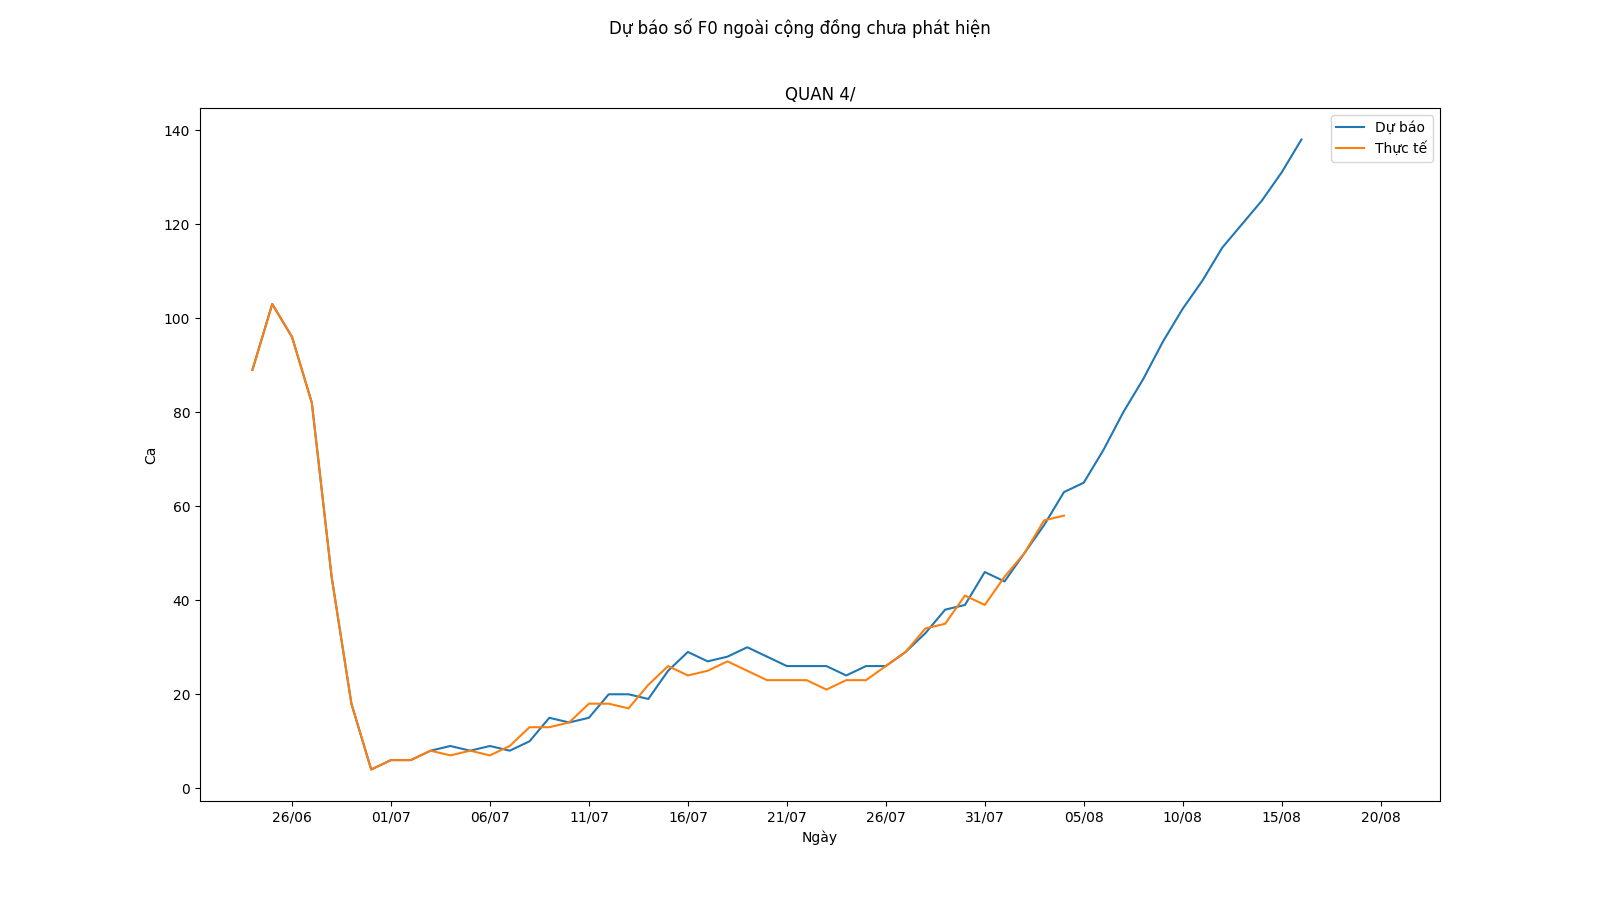 Dự báo số F0 ngoài cộng đồng chưa phát hiện
QUAN 4/
Dự báo
Thực tế
140
120
100
80
60
40
20
0
Ca
26/06 01/07 06/07 11/07 16/07 21/07 26/07 31/07 05/08 10/08 15/08 20/08
Ngày